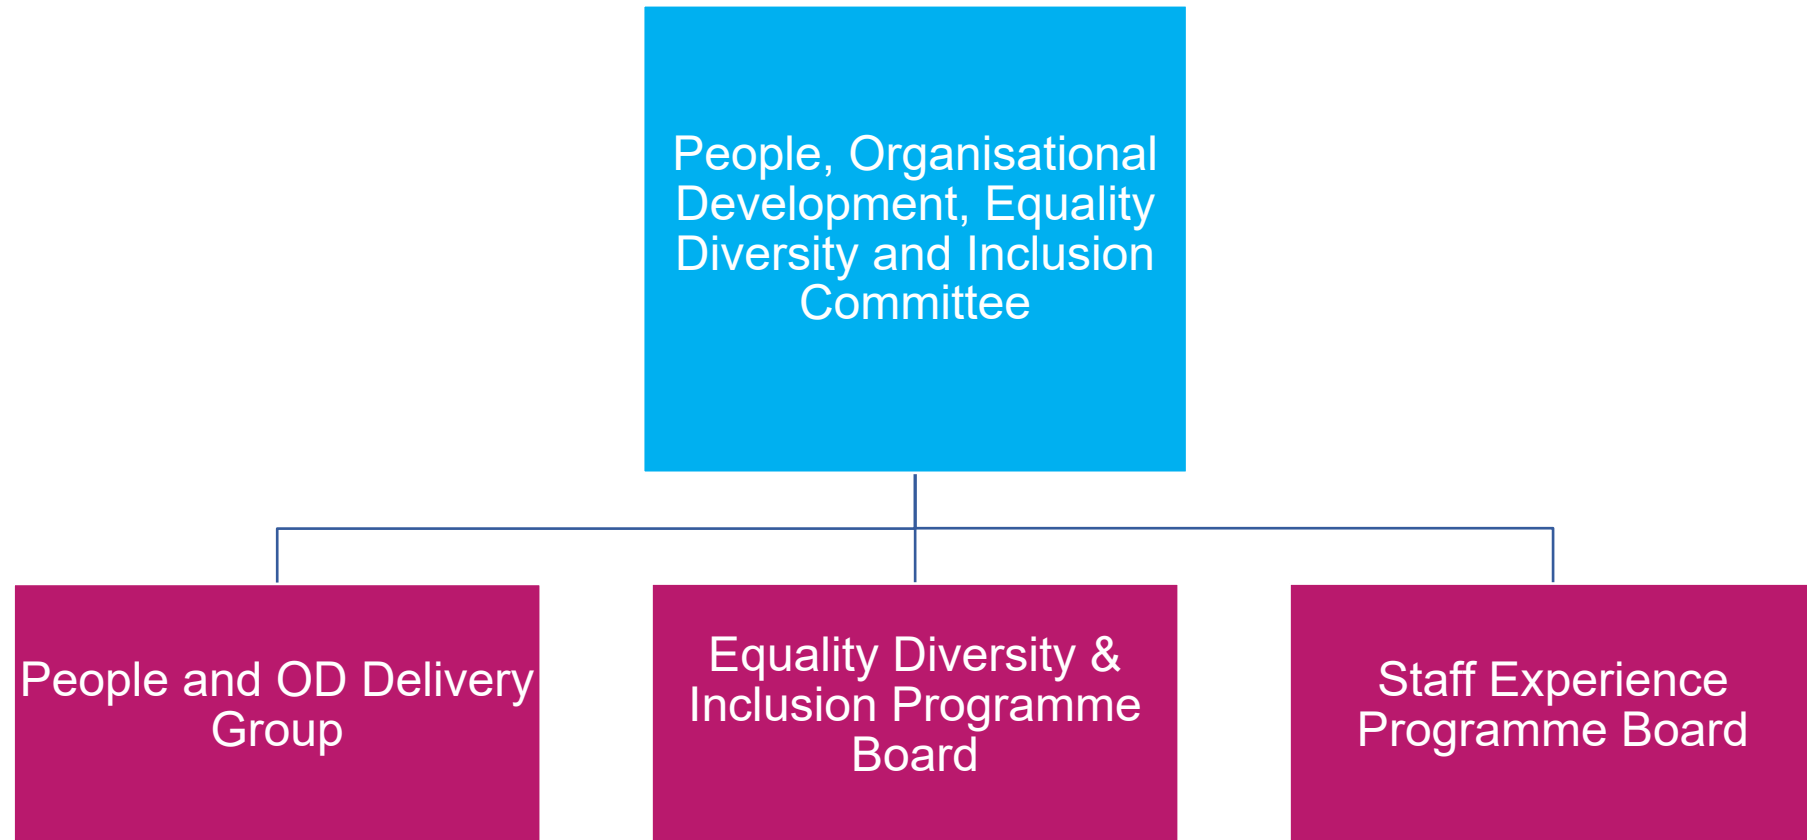 People, Organisational
Development, Equality
Diversity and Inclusion
Committee
People and OD Delivery
Group
Equality Diversity &
Inclusion Programme
Board
Staff Experience
Programme Board